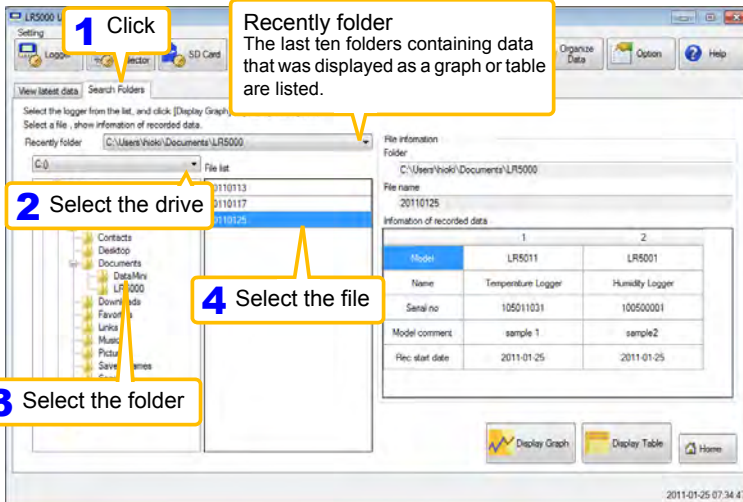 LR5000 U
Setting
1 Click
Recently folder
The last ten folders containing data
that was displayed as a graph or table
are listed.
SD Card
Organize
Data
Option
Help
View latest data
Search Folders
Select the logger from the list, and click [Display Graph
Select a file , show infomation of recorded data.
Recently folder
C:\Users\hioki\Documents\LR5000
C:()
File list
20110113
20110117
20110125
2 Select the drive
Contacts
Desktop
Documents
DataMini
LR5000
Downloads
Favorites
Links
Music
4 Select the file
3 Select the folder
File infomation
Folder
C:\Users\hioki\Documents\LR5000
File name
20110125
Infomation of recorded data
1 2
Model LR5011 LR5001
Name Temperature Logger Humidity Logger
Serial no 105011031 100500001
Model comment sample 1 sample2
Rec start date 2011-01-25 2011-01-25
Display Graph
Display Table
Home
2011-01-25 07:34:4